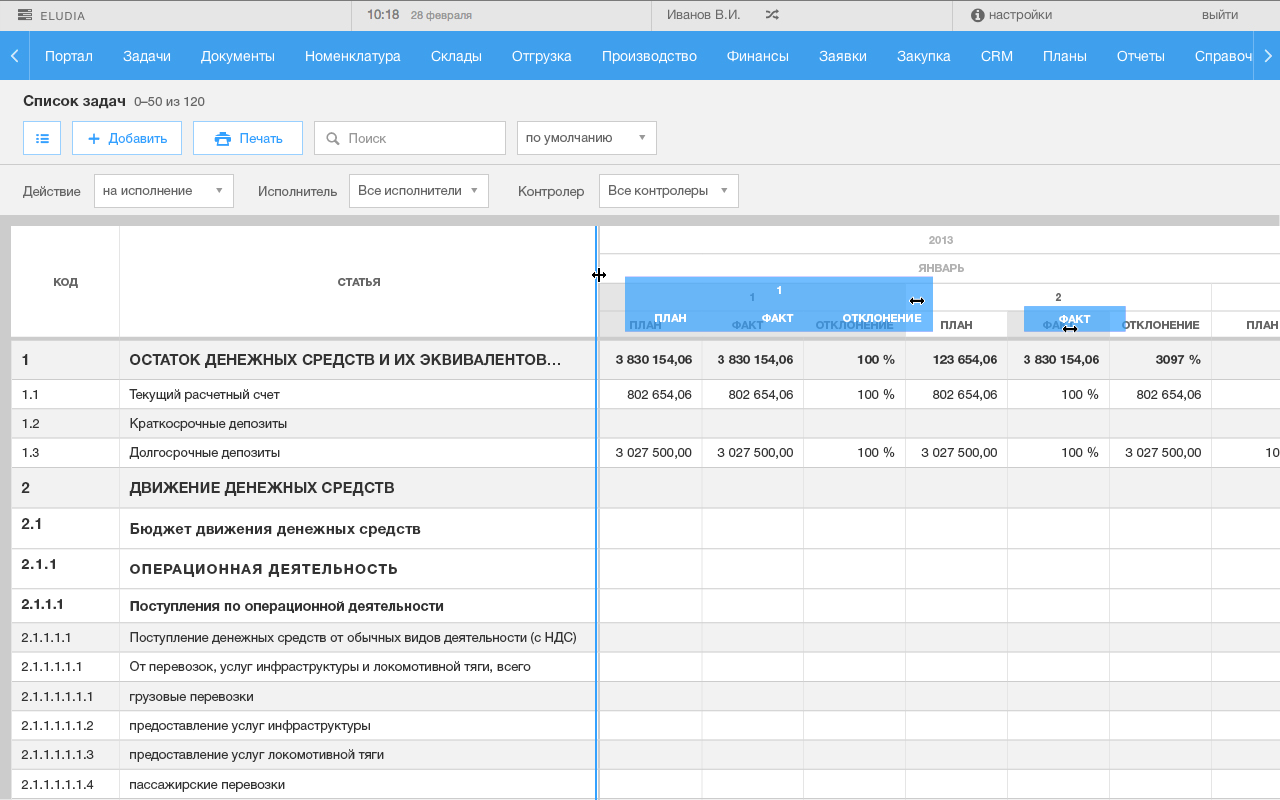 ELUDIA 10:18 28 февраля Иванов В.И. настройки выйти
Портал Задачи Документы Номенклатура Склады Отгрузка Производство Финансы Заявки Закупка CRM Планы Отчеты Справоч
Список задач 0–50 из 120
Добавить Печать Поиск по умолчанию
Действие на исполнение Исполнитель Все исполнители Контролер Все контролеры
2013
КОД СТАТЬЯ ЯНВАРЬ
1
1 2
ПЛАН ФАКТ ОТКЛОНЕНИЕ ФАКТ
ПЛАН ФАКТ ОТКЛОНЕНИЕ ПЛАН ФАКТ ОТКЛОНЕНИЕ ПЛАН
1 ОСТАТОК ДЕНЕЖНЫХ СРЕДСТВ И ИХ ЭКВИВАЛЕНТОВ... 3 830 154,06 3 830 154,06 100 % 123 654,06 3 830 154,06 3097 %
1.1 Текущий расчетный счет 802 654,06 802 654,06 100 % 802 654,06 100 % 802 654,06
1.2 Краткосрочные депозиты
1.3 Долгосрочные депозиты 3 027 500,00 3 027 500,00 100 % 3 027 500,00 100 % 3 027 500,00 10
2 ДВИЖЕНИЕ ДЕНЕЖНЫХ СРЕДСТВ
2.1 Бюджет движения денежных средств
2.1.1 ОПЕРАЦИОННАЯ ДЕЯТЕЛЬНОСТЬ
2.1.1.1 Поступления по операционной деятельности
2.1.1.1.1 Поступление денежных средств от обычных видов деятельности (с НДС)
2.1.1.1.1.1 От перевозок, услуг инфраструктуры и локомотивной тяги, всего
2.1.1.1.1.1.1 грузовые перевозки
2.1.1.1.1.1.2 предоставление услуг инфраструктуры
2.1.1.1.1.1.3 предоставление услуг локомотивной тяги
2.1.1.1.1.1.4 пассажирские перевозки